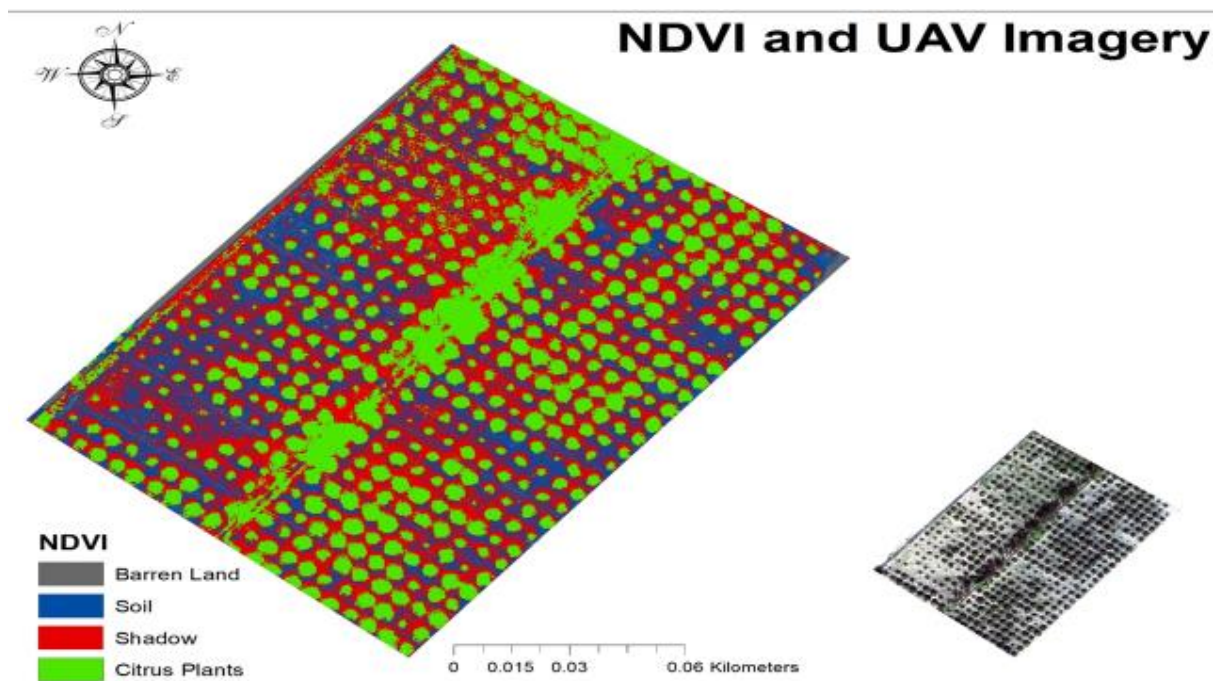 NDVI and UAV Imagery
N
W E
S
NDVI
Barren Land
Soil
Shadow
Citrus Plants
0 0.015 0.03 0.06 Kilometers